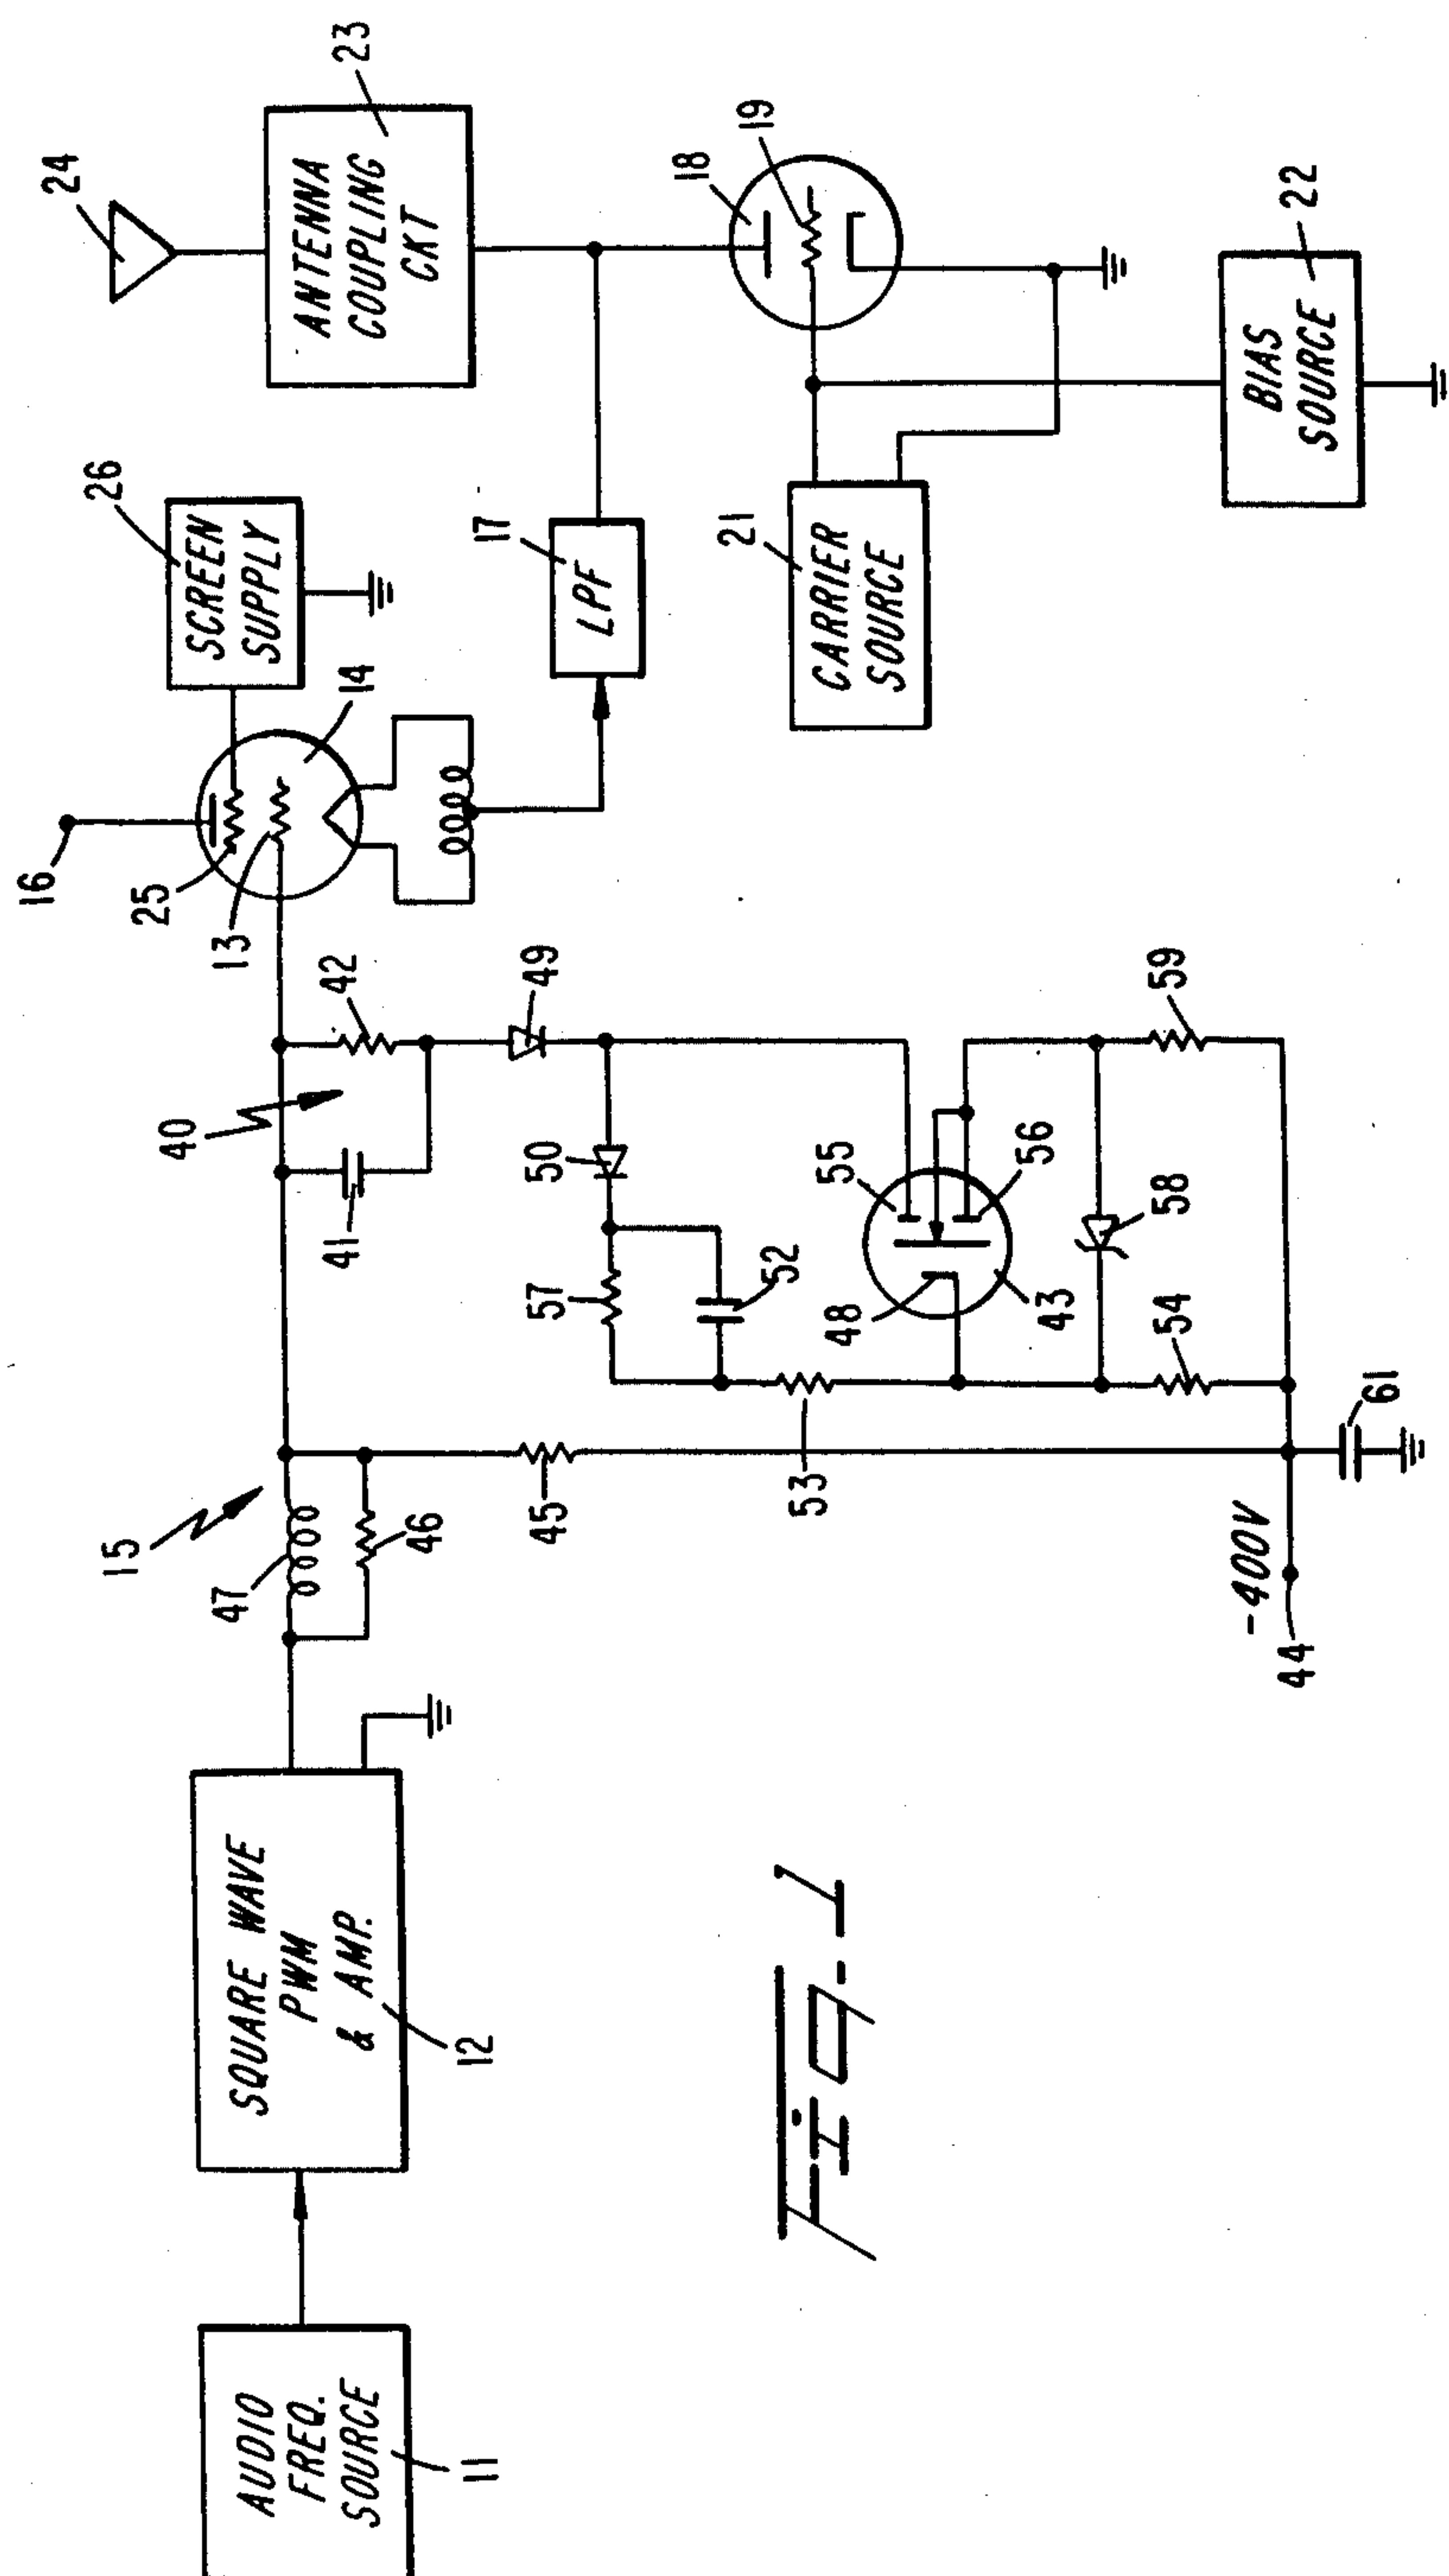 AUDIO
FREQ.
SOURCE
11
SQUARE WAVE
PWM
& AMP.
12
15
47
46
45
40
41
42
49
50
57
52
53
48
43
55
56
58
54
59
61
-400V
44
16
25
13
14
SCREEN
SUPPLY
26
LPF
17
24
ANTENNA
COUPLING
CKT
23
18
19
CARRIER
SOURCE
21
BIAS
SOURCE
22
Fig-1